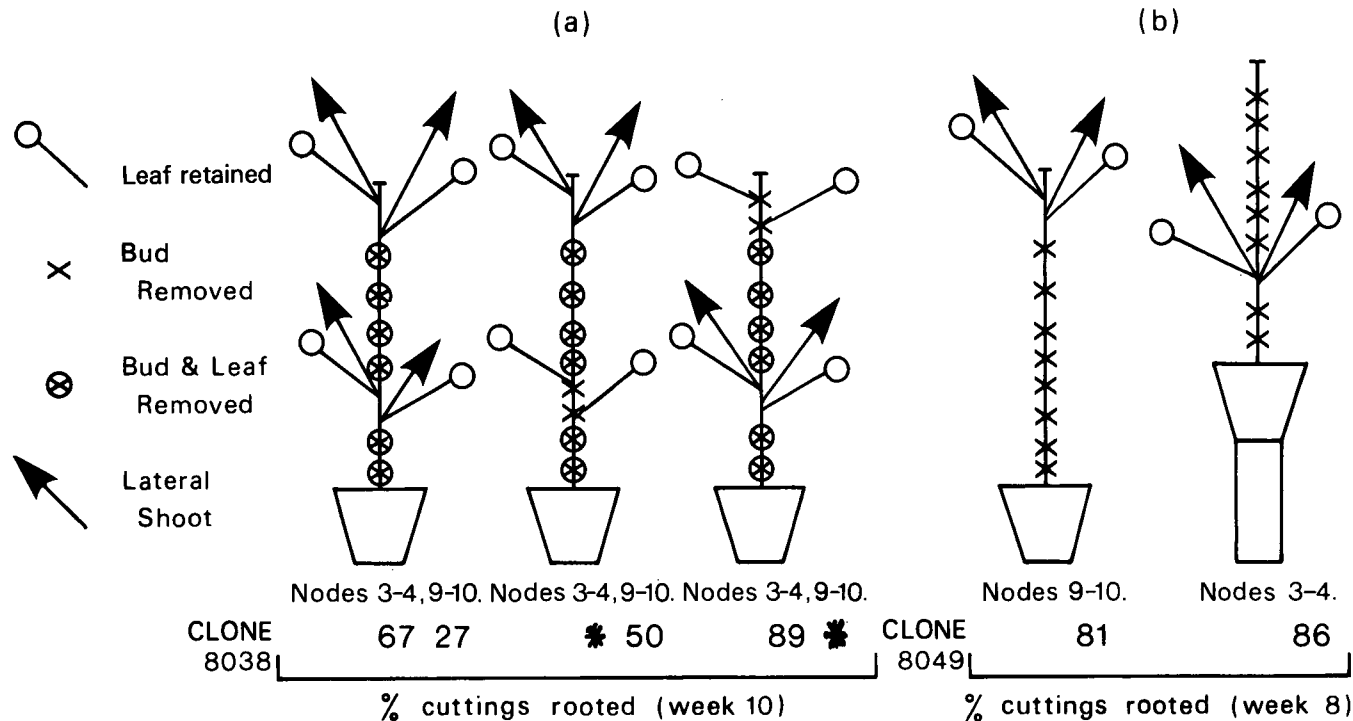 (a)
(b)
Leaf retained
Bud
Removed
Bud & Leaf
Removed
Lateral
Shoot
Nodes 3-4, 9-10. Nodes 3-4, 9-10. Nodes 3-4, 9-10.
Nodes 9-10. Nodes 3-4.
CLONE 67 27 * 50 89 * CLONE 81 86
8038 8049
% cuttings rooted (week 10) % cuttings rooted (week 8)